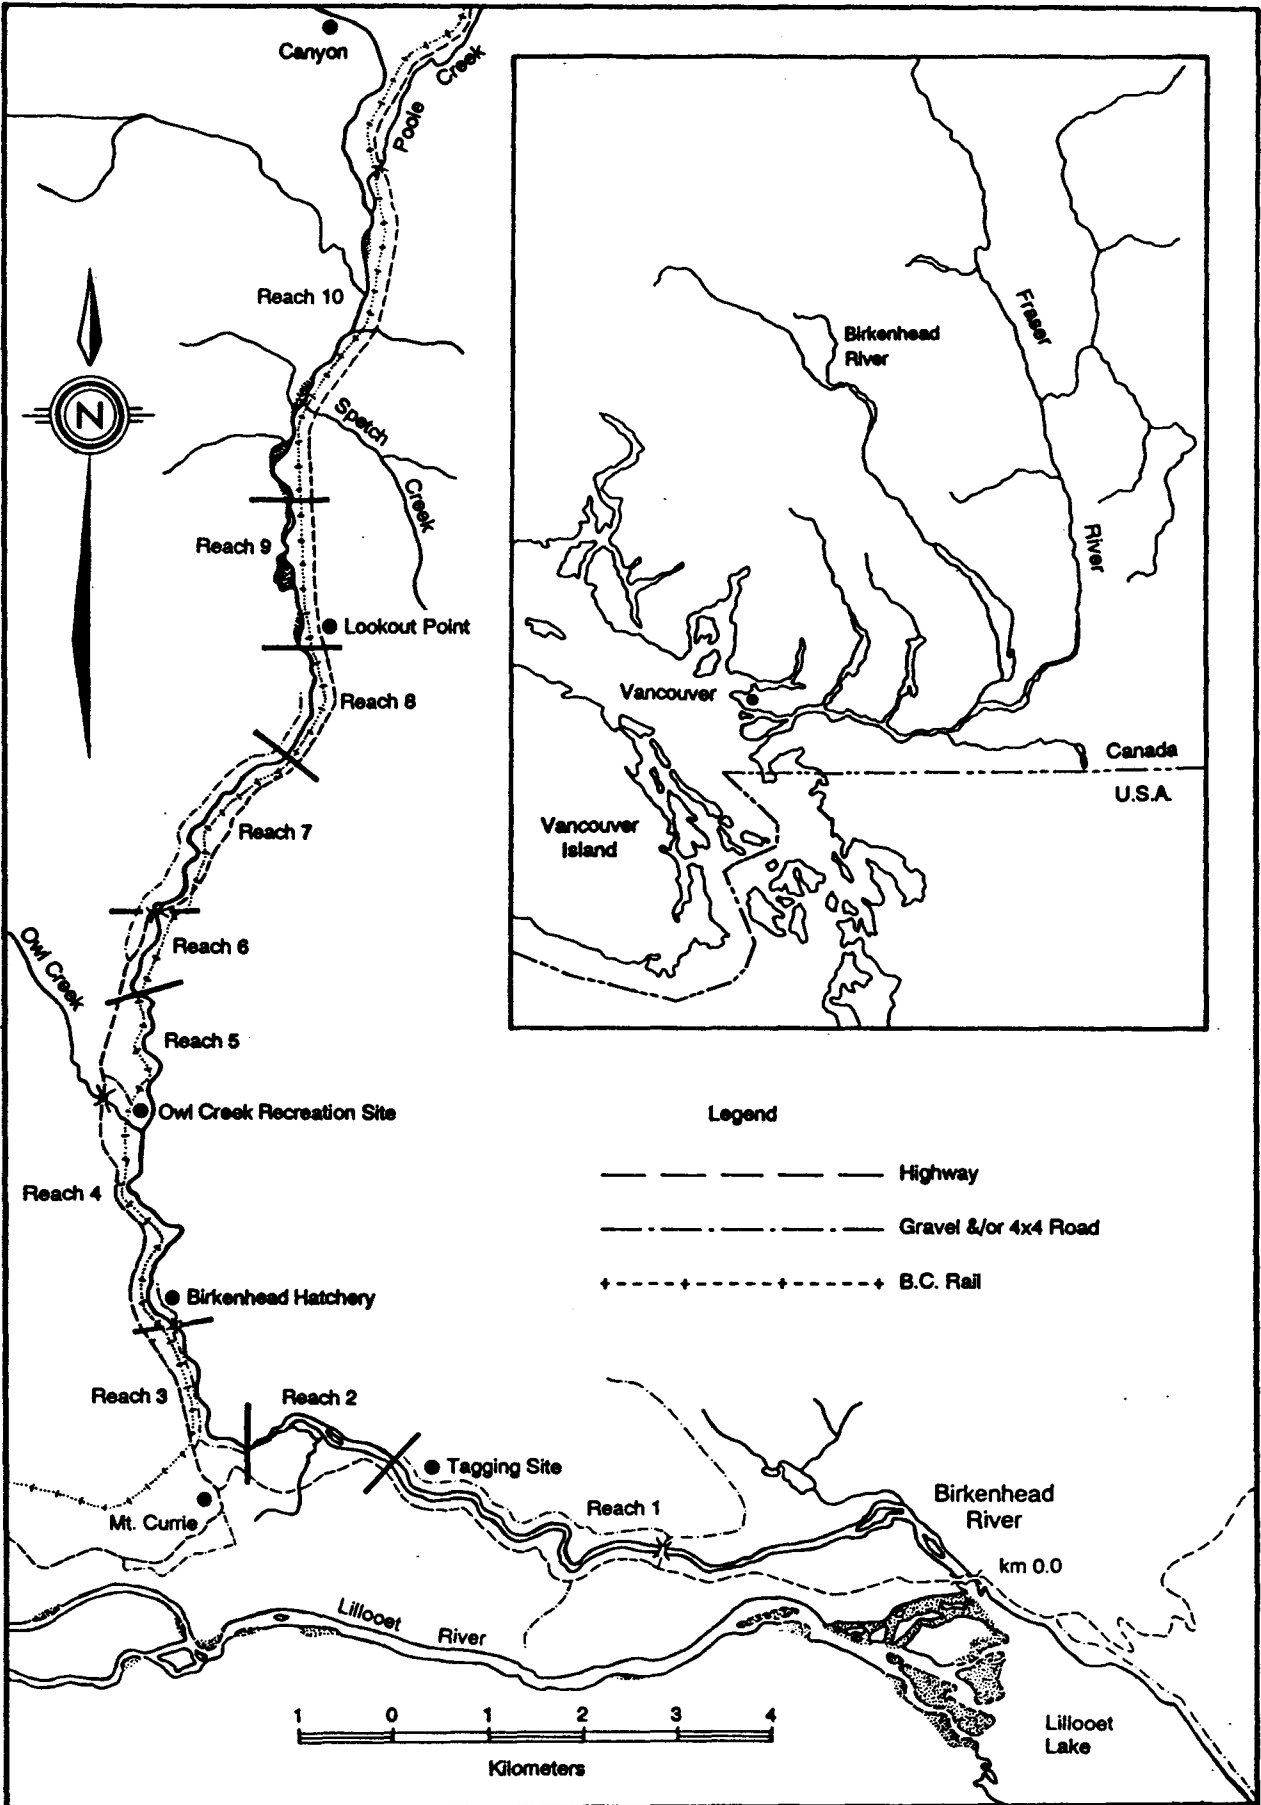 Canyon
Poole Creek
Reach 10
N
Spetch Creek
Reach 9
Lookout Point
Reach 8
Reach 7
Reach 6
Owl Creek
Reach 5
Owl Creek Recreation Site
Reach 4
Birkenhead Hatchery
Reach 3
Reach 2
Tagging Site
Reach 1
Mt. Currie
Birkenhead
River
km 0.0
Lillooet River
Lillooet
Lake
1 0 1 2 3 4
Kilometers
Birkenhead
River
Fraser
River
Vancouver
Canada
U.S.A.
Vancouver
Island
Legend
Highway
Gravel &/or 4x4 Road
B.C. Rail